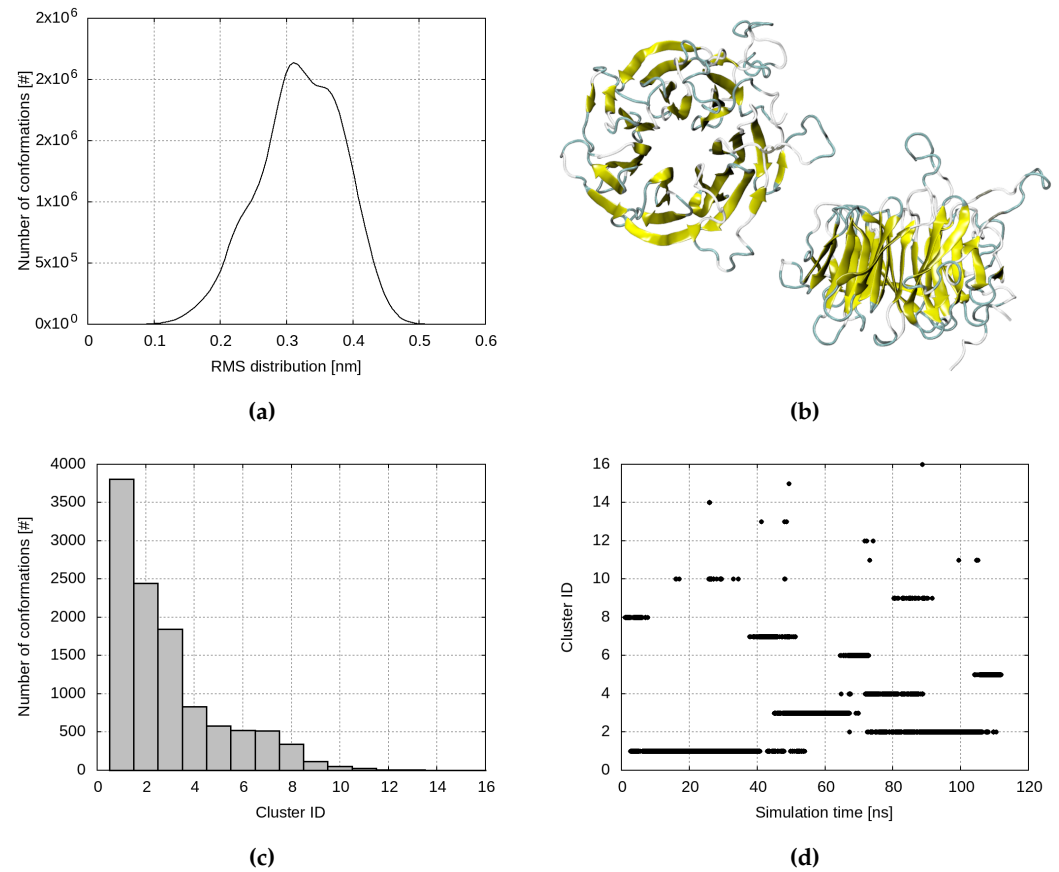 2x10^6
2x10^6
2x10^6
1x10^6
5x10^5
0x10^0
Number of conformations [#]
0 0.1 0.2 0.3 0.4 0.5 0.6
RMS distribution [nm]
(a)
(b)
4000
3500
3000
2500
2000
1500
1000
500
0
Number of conformations [#]
0 2 4 6 8 10 12 14 16
Cluster ID
(c)
16
14
12
10
8
6
4
2
0
Cluster ID
0 20 40 60 80 100 120
Simulation time [ns]
(d)